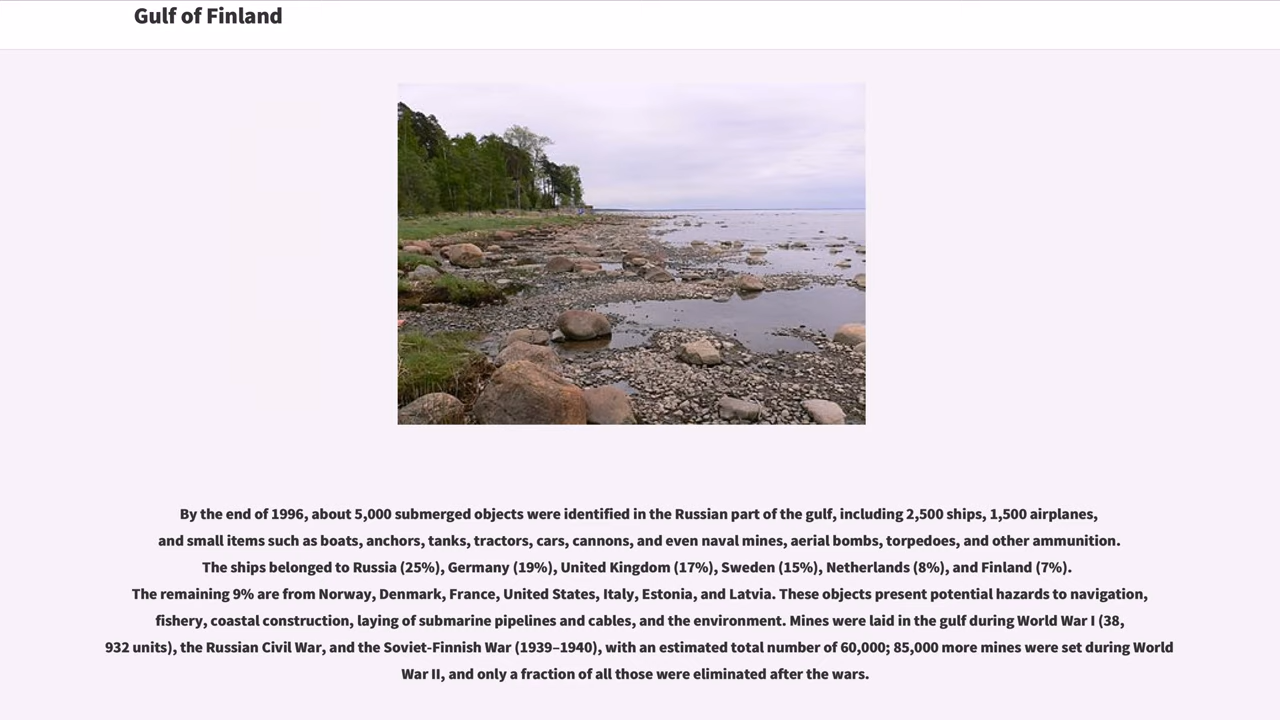 Gulf of Finland
By the end of 1996, about 5,000 submerged objects were identified in the Russian part of the gulf, including 2,500 ships, 1,500 airplanes,
and small items such as boats, anchors, tanks, tractors, cars, cannons, and even naval mines, aerial bombs, torpedoes, and other ammunition.
The ships belonged to Russia (25%), Germany (19%), United Kingdom (17%), Sweden (15%), Netherlands (8%), and Finland (7%).
The remaining 9% are from Norway, Denmark, France, United States, Italy, Estonia, and Latvia. These objects present potential hazards to navigation,
fishery, coastal construction, laying of submarine pipelines and cables, and the environment. Mines were laid in the gulf during World War I (38,
932 units), the Russian Civil War, and the Soviet-Finnish War (1939–1940), with an estimated total number of 60,000; 85,000 more mines were set during World
War II, and only a fraction of all those were eliminated after the wars.